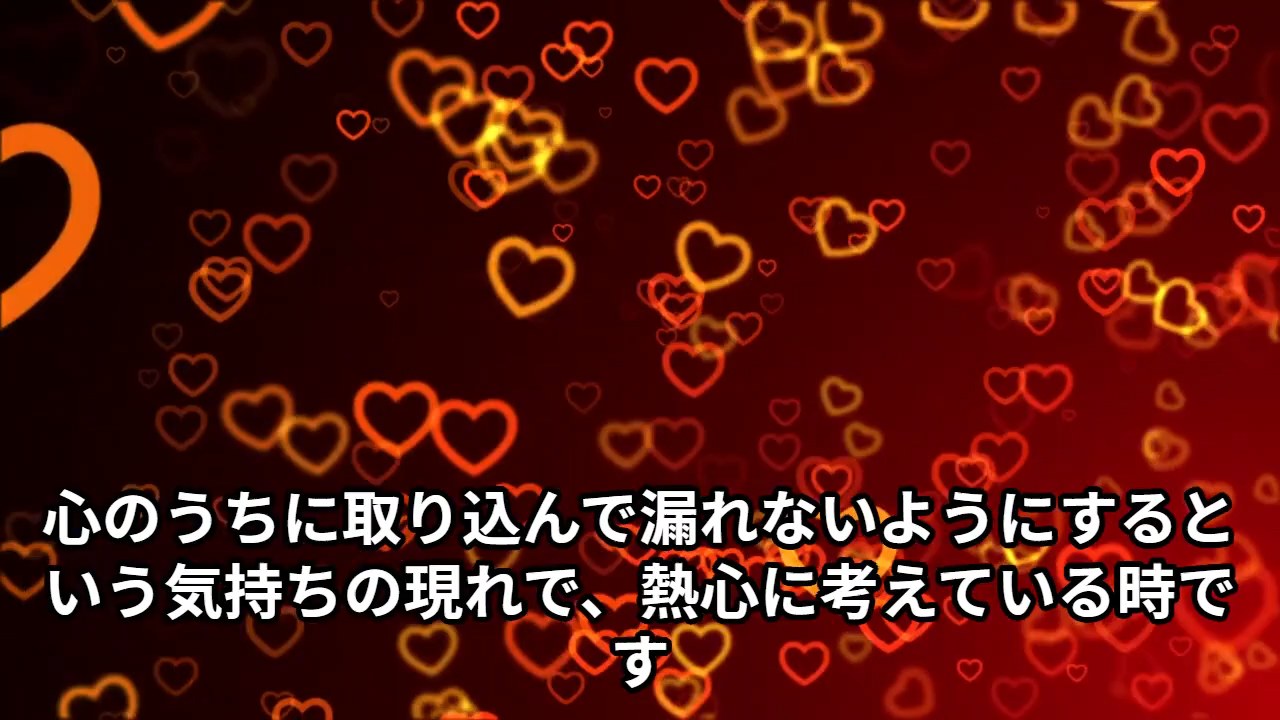 心のうちに取り込んで漏れないようにすると
いう気持ちの現れで、熱心に考えている時で
す